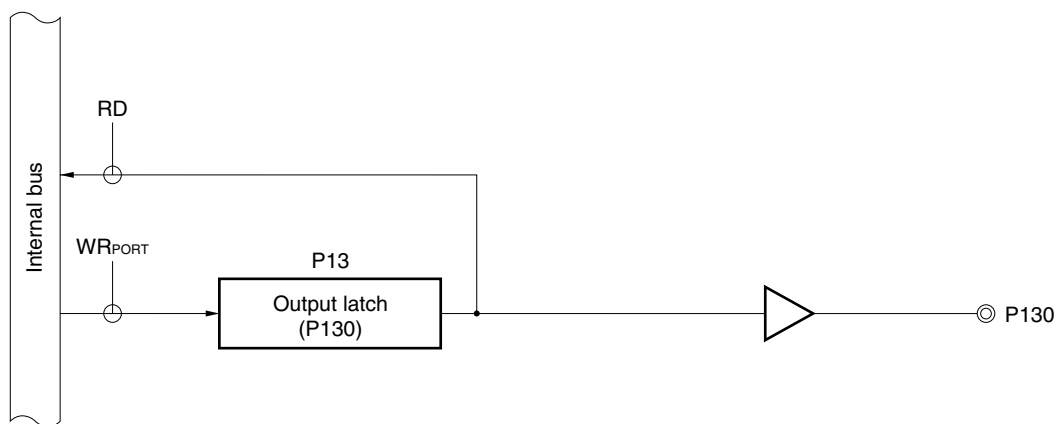 RD
Internal bus
WRPORT
P13
Output latch
(P130)
P130